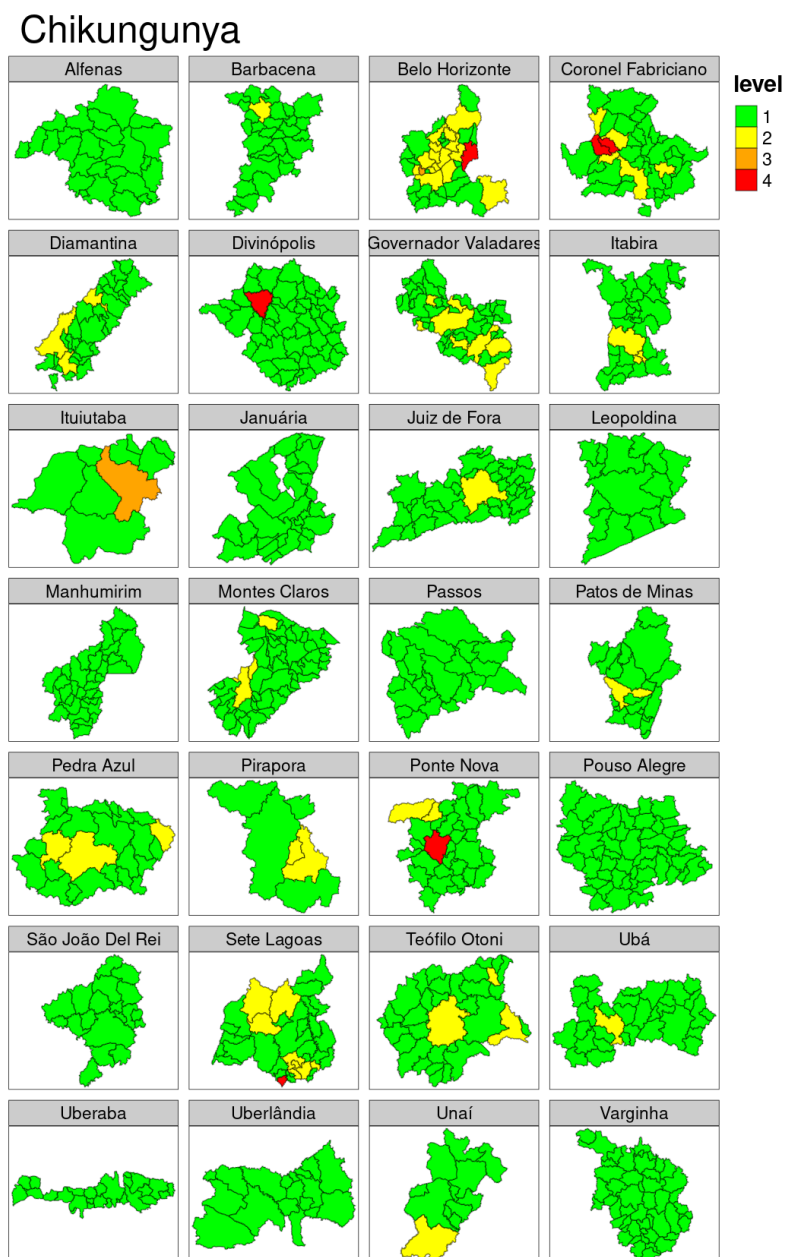 Chikungunya
Alfenas
Barbacena
Belo Horizonte
Coronel Fabriciano
level
1
2
3
4
Diamantina
Divinópolis
Governador Valadares
Itabira
Ituiutaba
Januária
Juiz de Fora
Leopoldina
Manhumirim
Montes Claros
Passos
Patos de Minas
Pedra Azul
Pirapora
Ponte Nova
Pouso Alegre
São João Del Rei
Sete Lagoas
Teófilo Otoni
Ubá
Uberaba
Uberlândia
Unaí
Varginha